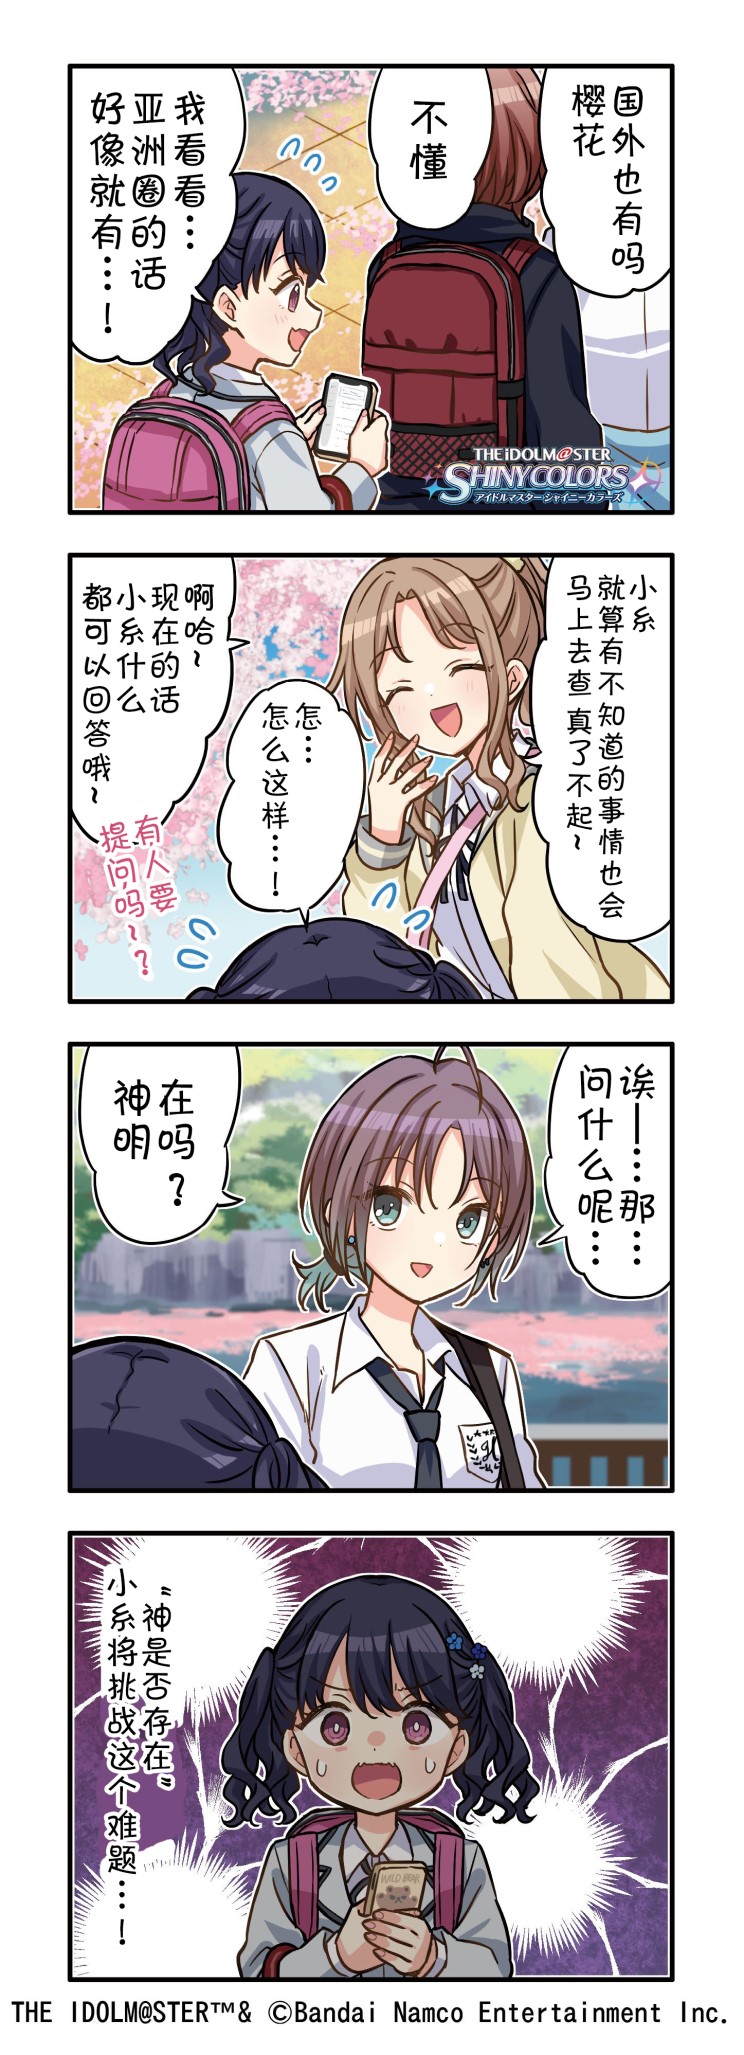 国外也有吗
樱花
不懂
我看看…
亚洲圈的话
好像就有…！
THE iDOLM@STER
SHINY COLORS
アイドルマスター シャイニーカラーズ
小糸
就算有不知道的事情也会
马上去查 真了不起~
怎…
怎么这样……！
啊哈~
现在的话
小糸什么
都可以回答哦~
有人要
提问吗~？
诶——…那…
问什么呢…
在吗？
神明
“神是否存在”
小糸将挑战这个难题……！
WILD BEAR
THE IDOLM@STER™& ©Bandai Namco Entertainment Inc.